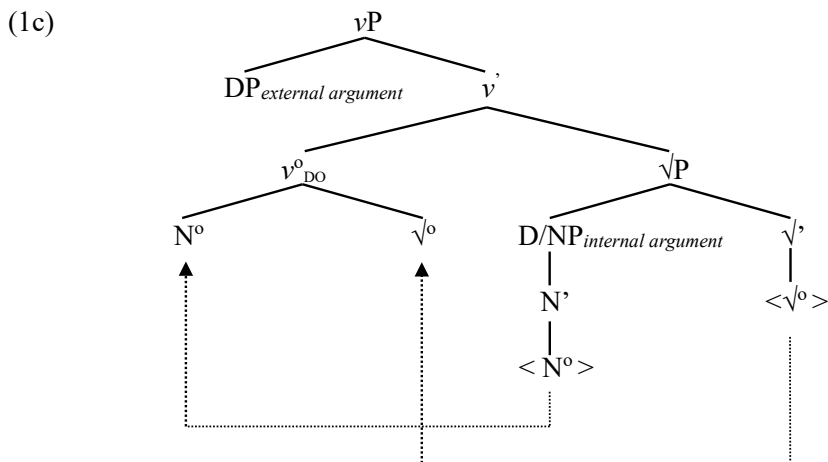 (1c) vP
DPexternal argument v’
vºDO √P
Nº √º D/NPinternal argument √’
N’ <√º>
< Nº >